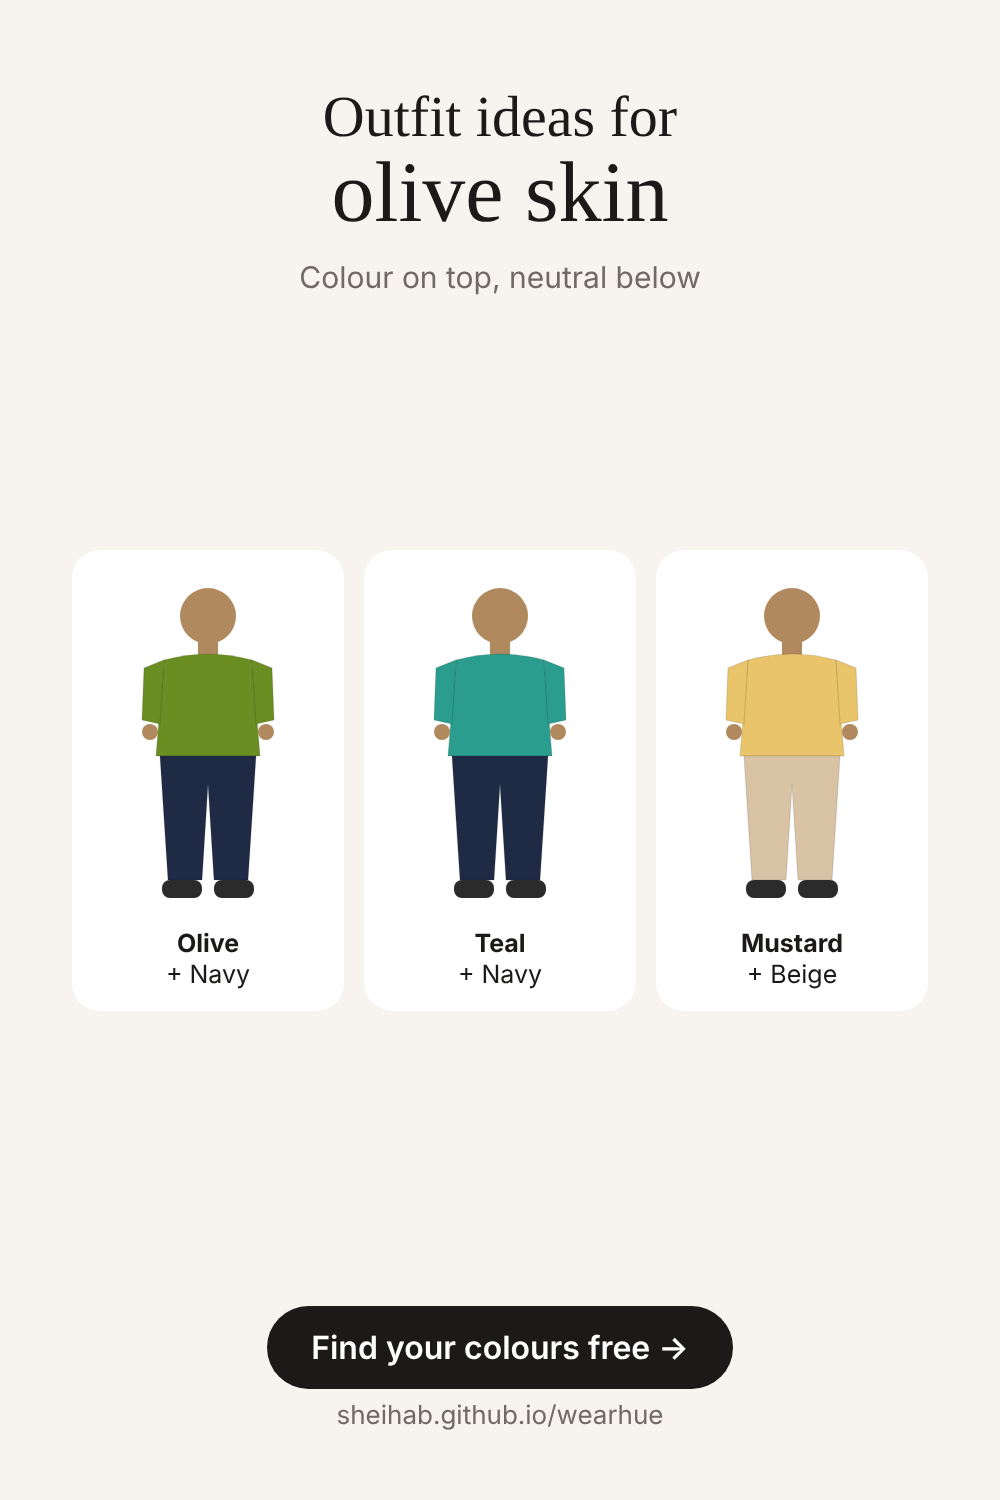 Outfit ideas for
olive skin
Colour on top, neutral below
Olive
+ Navy
Teal
+ Navy
Mustard
+ Beige
Find your colours free →
sheihab.github.io/wearhue